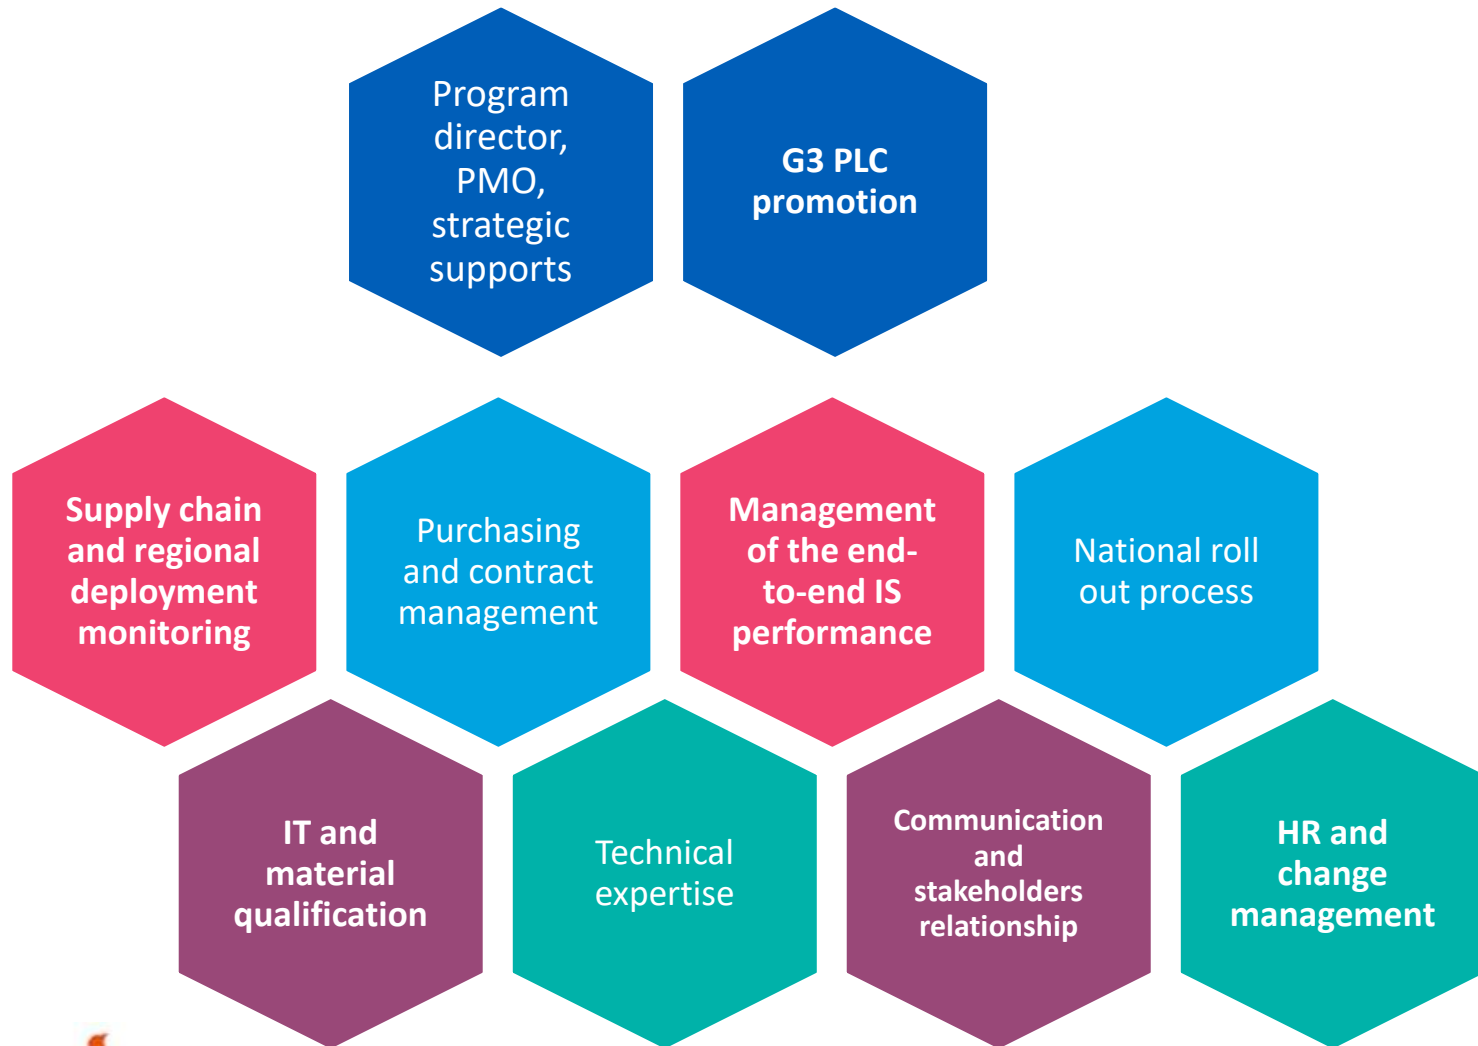 Program
director,
PMO,
strategic
supports
G3 PLC
promotion
Supply chain
and regional
deployment
monitoring
Purchasing
and contract
management
Management
of the end-
to-end IS
performance
National roll
out process
IT and
material
qualification
Technical
expertise
Communication
and
stakeholders
relationship
HR and
change
management